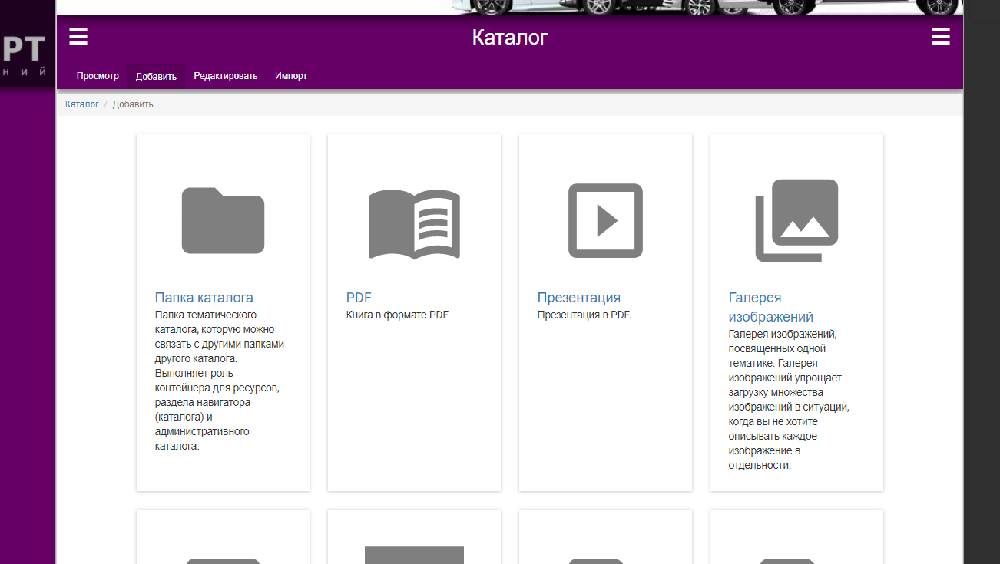 РТ
НИЙ
Каталог
Просмотр Добавить Редактировать Импорт
Каталог / Добавить
Папка каталога
Папка тематического
каталога, которую можно
связать с другими папками
другого каталога.
Выполняет роль
контейнера для ресурсов,
раздела навигатора
(каталога) и
административного
каталога.
PDF
Книга в формате PDF
Презентация
Презентация в PDF.
Галерея
изображений
Галерея изображений,
посвященных одной
тематике. Галерея
изображений упрощает
загрузку множества
изображений в ситуации,
когда вы не хотите
описывать каждое
изображение в
отдельности.